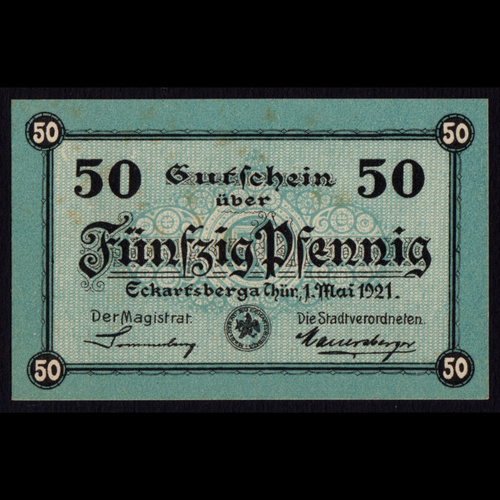 50 50
50 Gutschein 50
über
Fünfzig Pfennig
Eckartsberga Thür., 1. Mai 1921.
Der Magistrat. Die Stadtverordneten.
Sommerberg
50 50